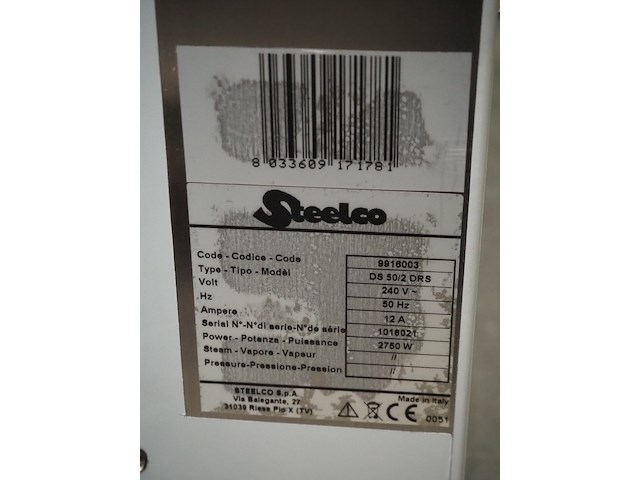 8 033609 171781
Steelco
Code - Codice - Code 9916003
Type - Tipo - Modèl DS 50/2 DRS
Volt 240 V ~
Hz 50 Hz
Ampere 12 A
Serial N°-N°di serie-N°de série 1018021
Power - Potenza - Puissance 2750 W
Steam - Vapore - Vapeur //
Pressure-Pressione-Pression //
STEELCO S.p.A. Made in Italy
Via Balegante, 27
31039 Riese Pio X (TV) CE 0051